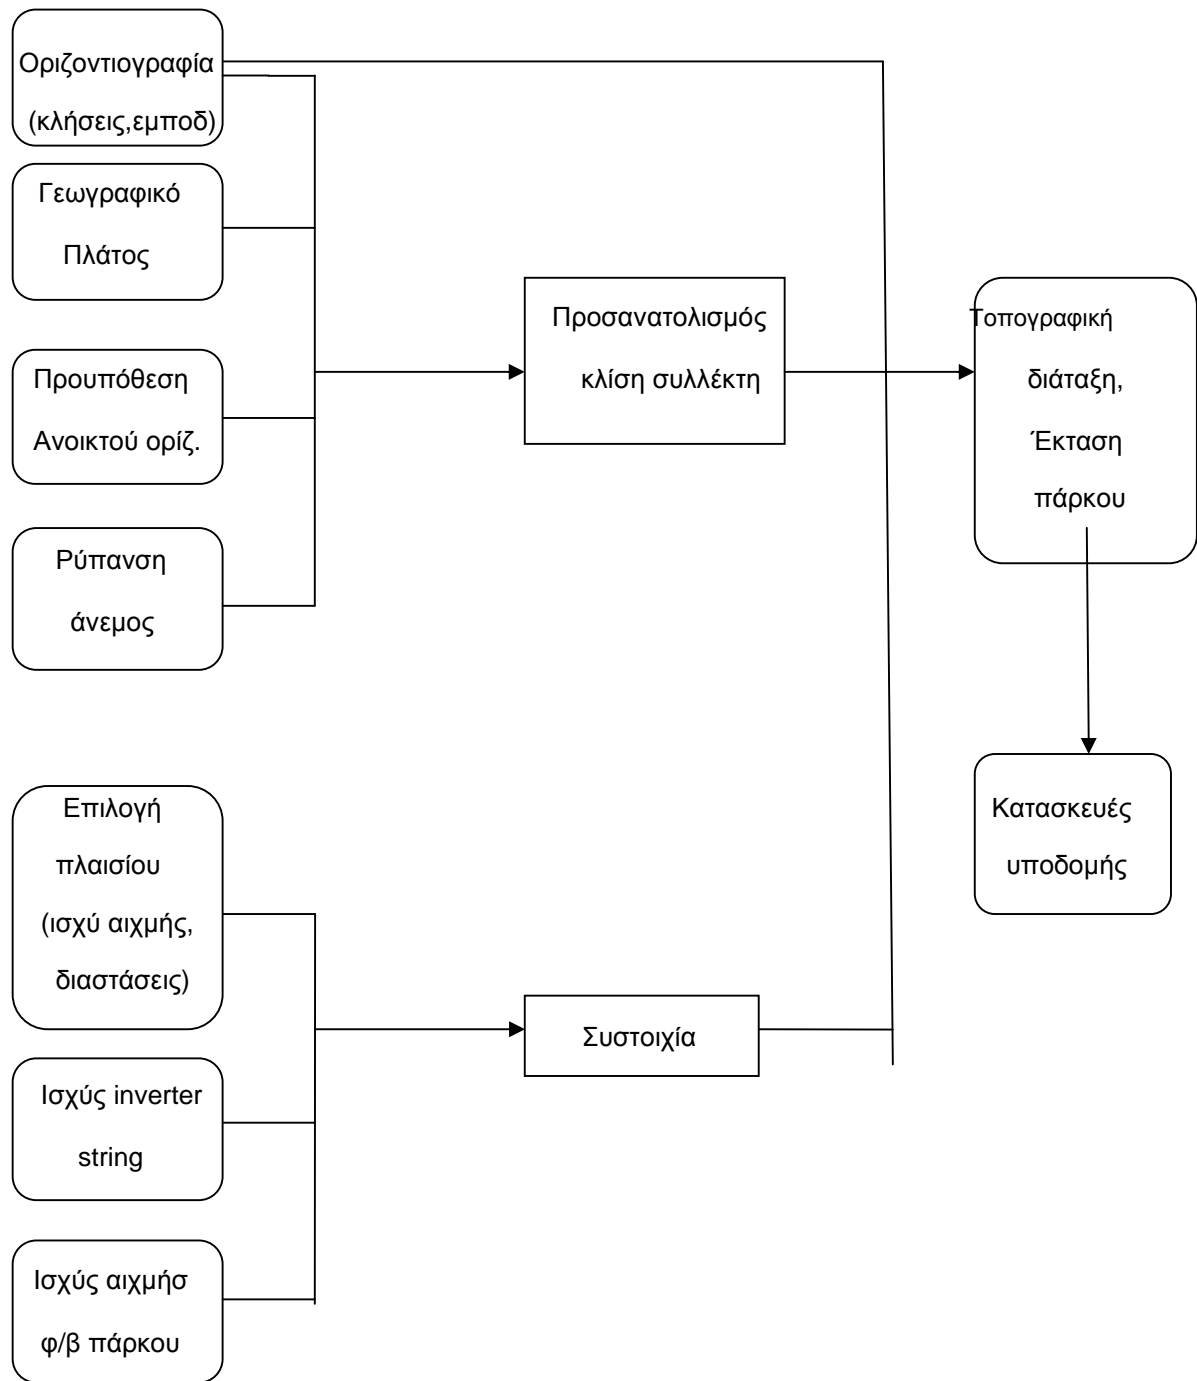 Οριζοντιογραφία
(κλήσεις,εμποδ)
Γεωγραφικό
Πλάτος
Προυπόθεση
Ανοικτού ορίζ.
Ρύπανση
άνεμος
Προσανατολισμός
κλίση συλλέκτη
Τοπογραφική
διάταξη,
Έκταση
πάρκου
Κατασκευές
υποδομής
Επιλογή
πλαισίου
(ισχύ αιχμής,
διαστάσεις)
Ισχύς inverter
string
Ισχύς αιχμήσ
φ/β πάρκου
Συστοιχία